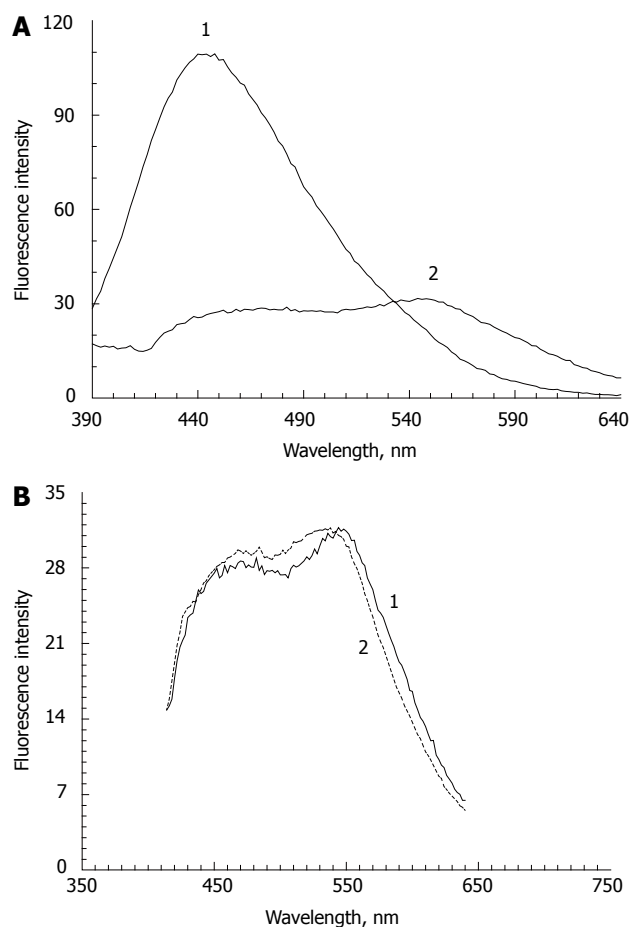 A
120
90
60
30
0
1
2
Fluorescence intensity
390 440 490 540 590 640
Wavelength, nm
B
35
28
21
14
7
0
1
2
Fluorescence intensity
350 450 550 650 750
Wavelength, nm